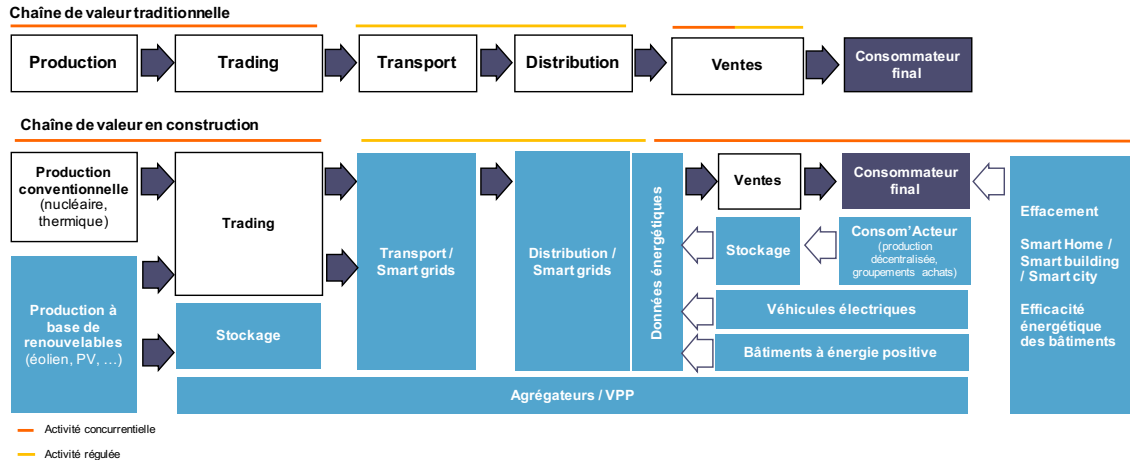 Chaîne de valeur traditionnelle
Production
Trading
Transport
Distribution
Ventes
Consommateur
final
Chaîne de valeur en construction
Production
conventionnelle
(nucléaire,
thermique)
Trading
Transport /
Smart grids
Distribution /
Smart grids
Données énergétiques
Ventes
Consommateur
final
Stockage
Consom'Acteur
(production
décentralisée,
groupements achats)
Effacement
Smart Home /
Smart building
/ Smart city
Efficacité
énergétique
des bâtiments
Production à
base de
renouvelables
(éolien, PV, …)
Stockage
Véhicules électriques
Bâtiments à énergie positive
Agrégateurs / VPP
Activité concurrentielle
Activité régulée